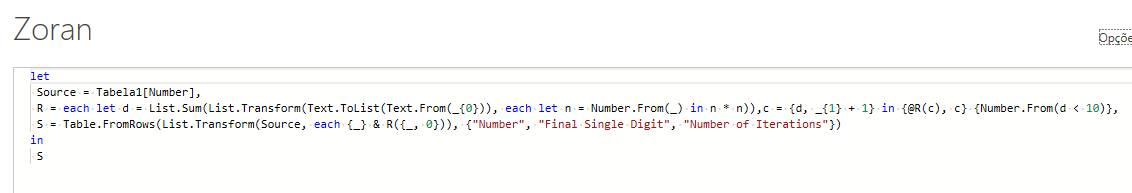 Zoran
Opçõe
let
Source = Tabela1[Number],
R = each let d = List.Sum(List.Transform(Text.ToList(Text.From(_{0})), each let n = Number.From(_) in n * n)),c = {d, _{1} + 1} in {@R(c), c} {Number.From(d < 10)},
S = Table.FromRows(List.Transform(Source, each {_} & R({_, 0})), {"Number", "Final Single Digit", "Number of Iterations"})
in
S